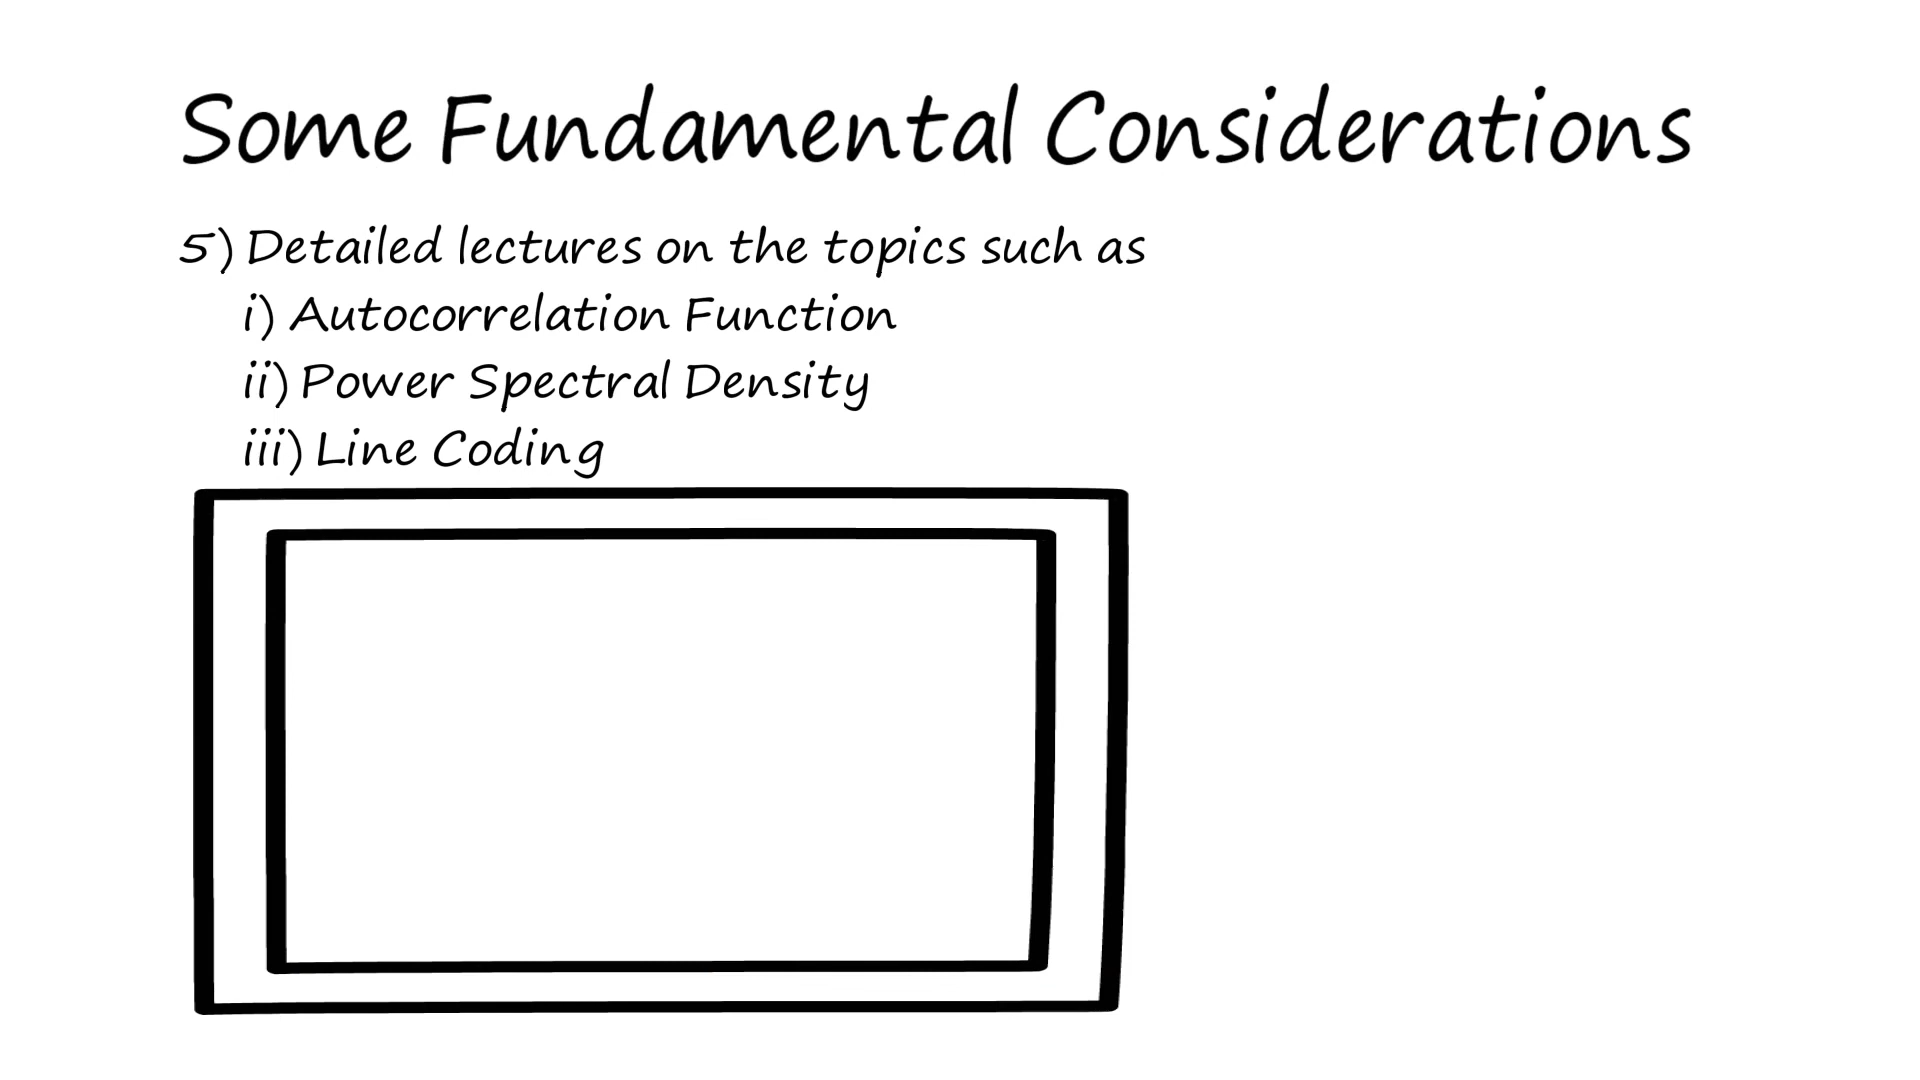 Some Fundamental Considerations
5) Detailed lectures on the topics such as
i) Autocorrelation Function
ii) Power Spectral Density
iii) Line Coding